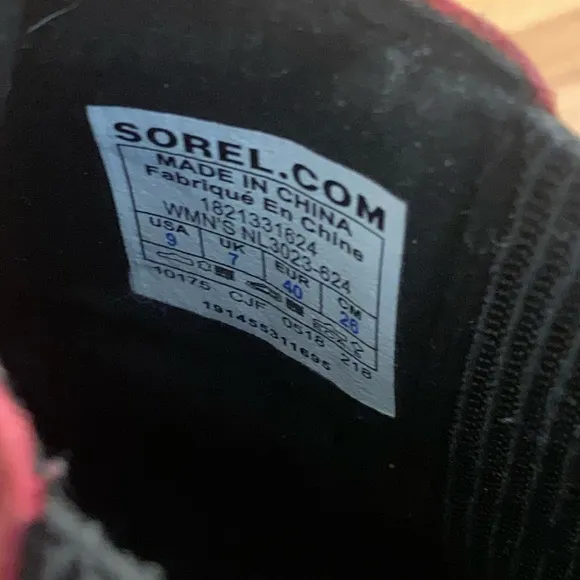 SOREL.COM
MADE IN CHINA
Fabriqué En Chine
1821331624
WMN'S NL3023-624
USA UK EUR CM
9 7 40 26
10175 CJF 0518 218
191455311695